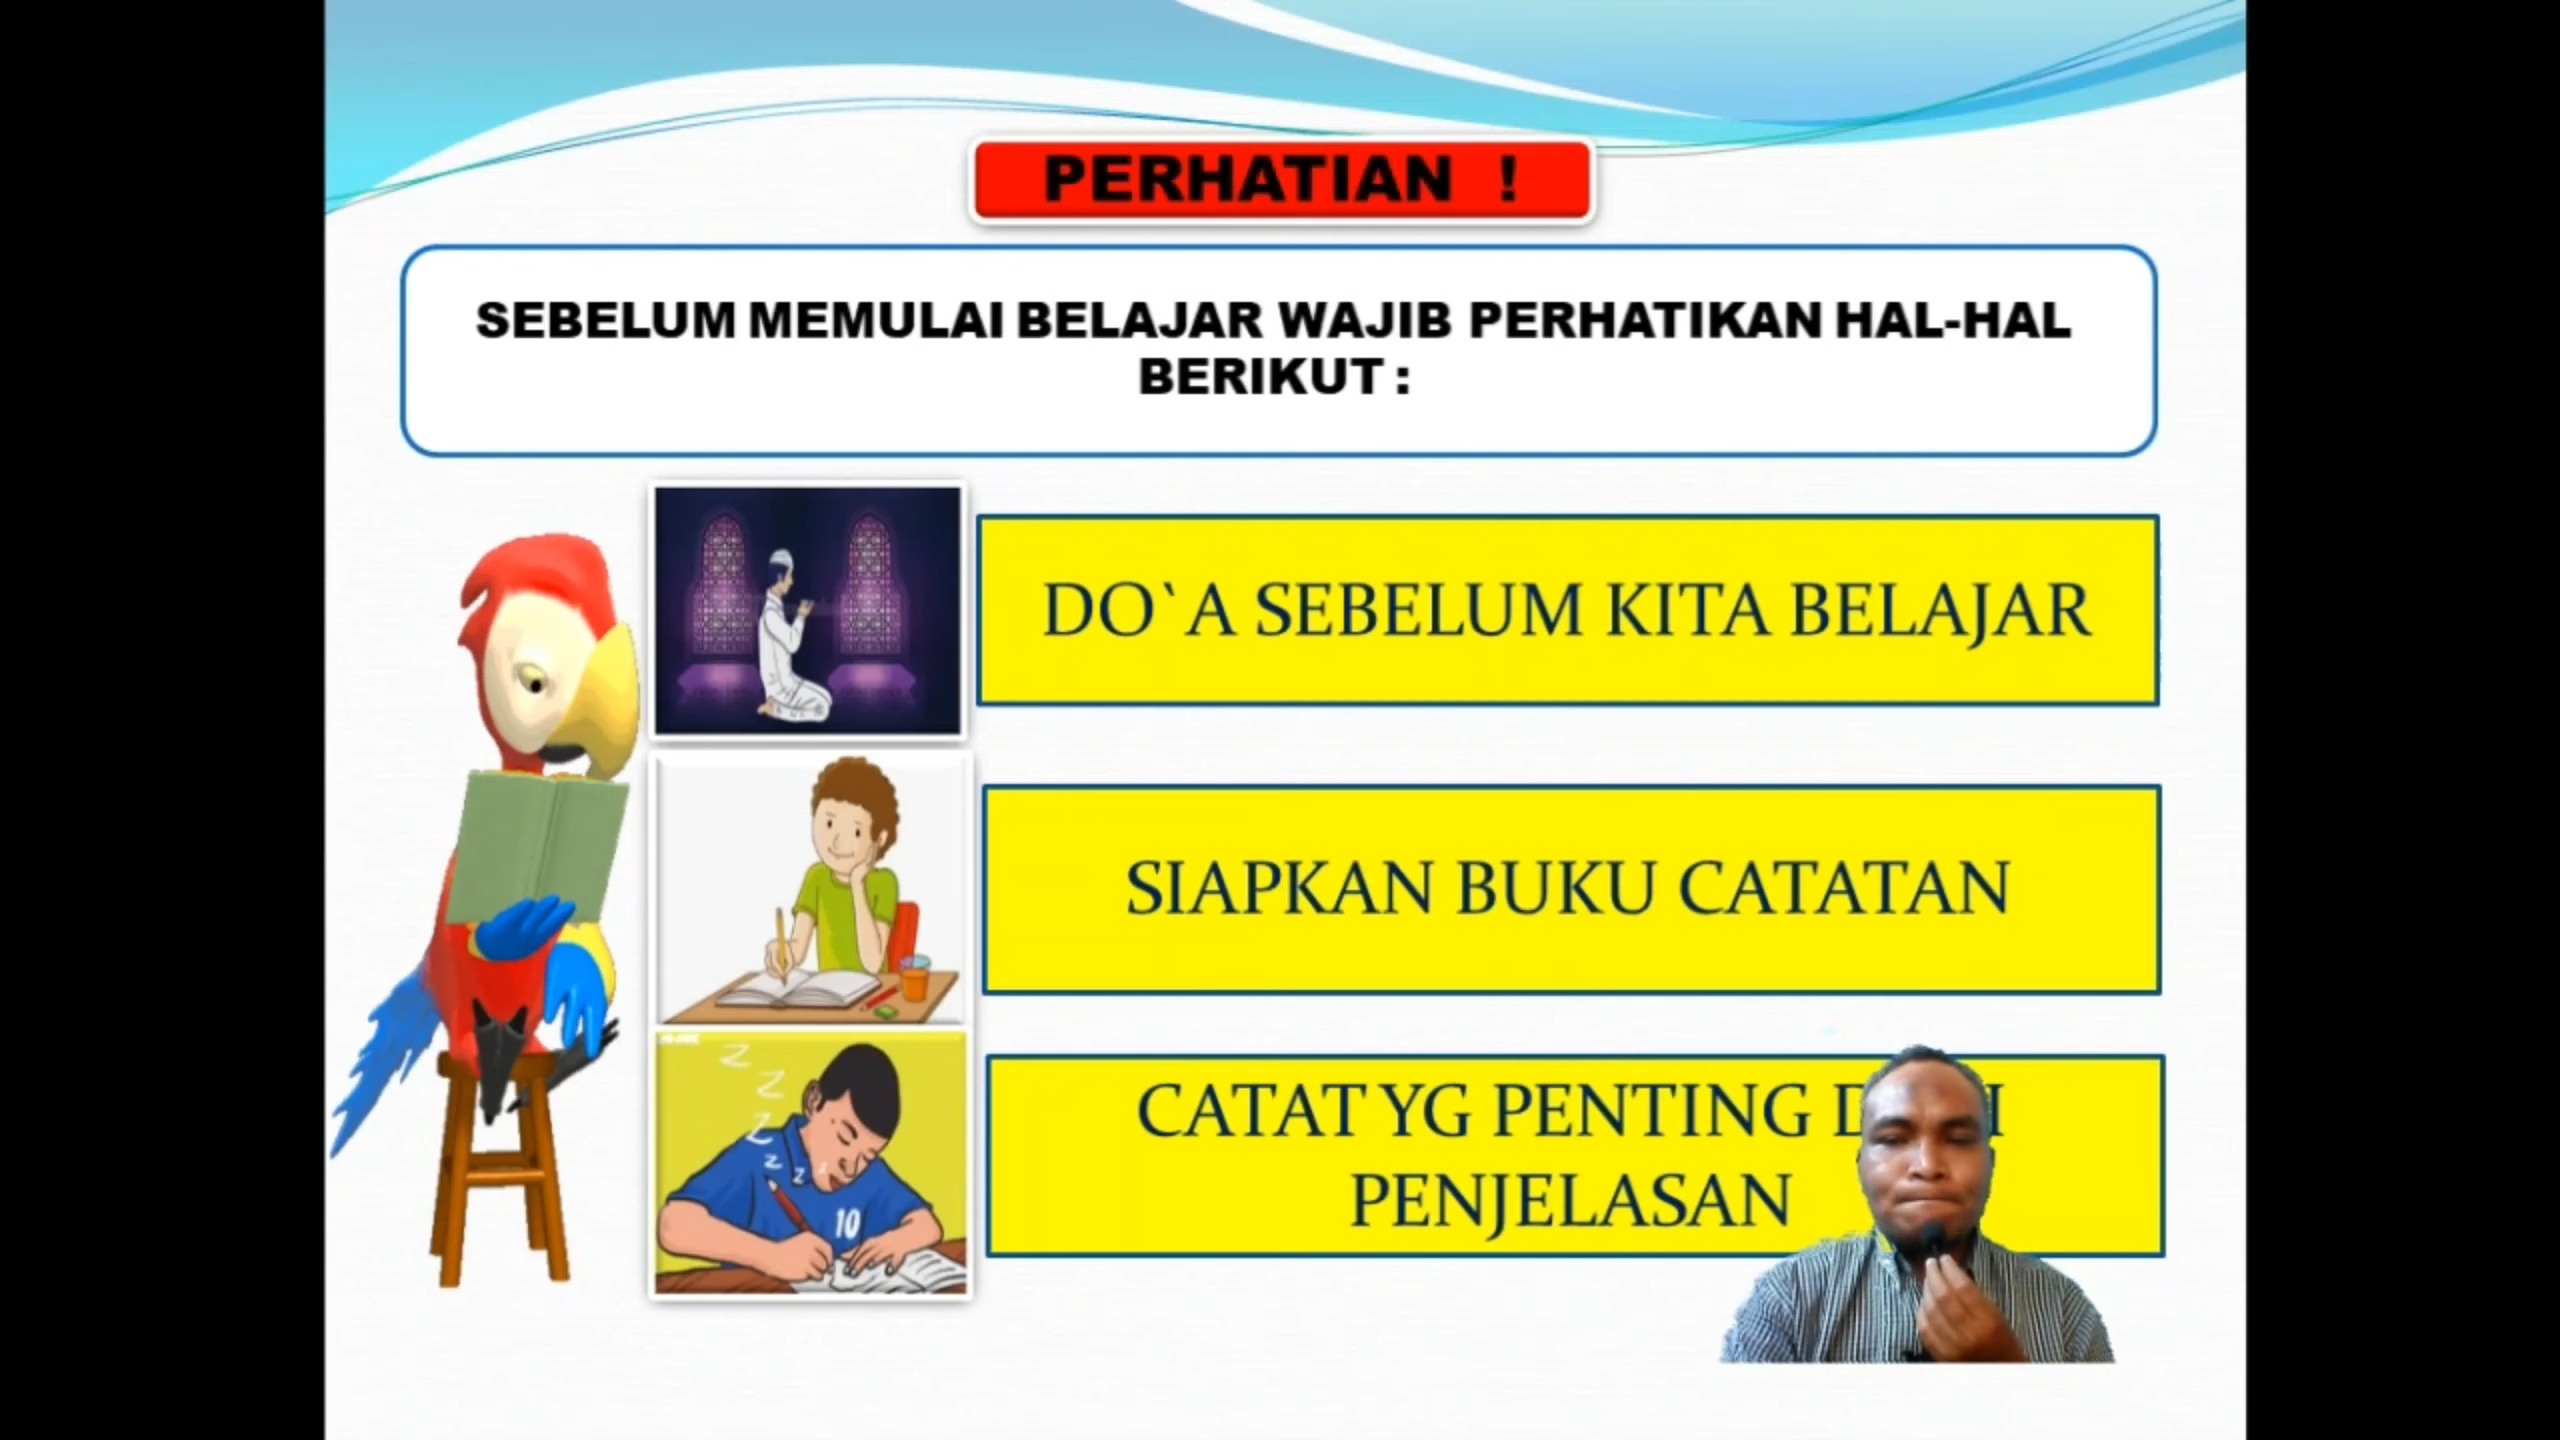 PERHATIAN !
SEBELUM MEMULAI BELAJAR WAJIB PERHATIKAN HAL-HAL
BERIKUT :
DO`A SEBELUM KITA BELAJAR
SIAPKAN BUKU CATATAN
CATAT YG PENTING
PENJELASAN
Z
Z
Z
Z
Z
10